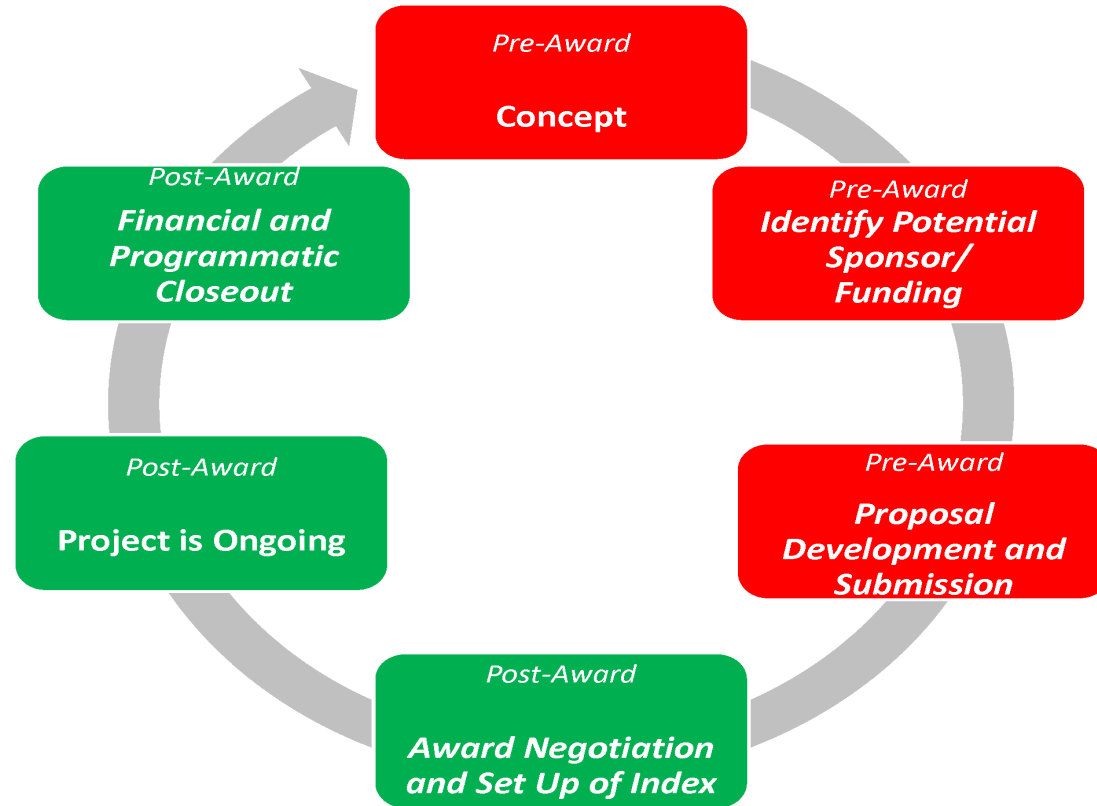 Pre-Award
Concept
Pre-Award
Identify Potential
Sponsor/
Funding
Pre-Award
Proposal
Development and
Submission
Post-Award
Award Negotiation
and Set Up of Index
Post-Award
Project is Ongoing
Post-Award
Financial and
Programmatic
Closeout